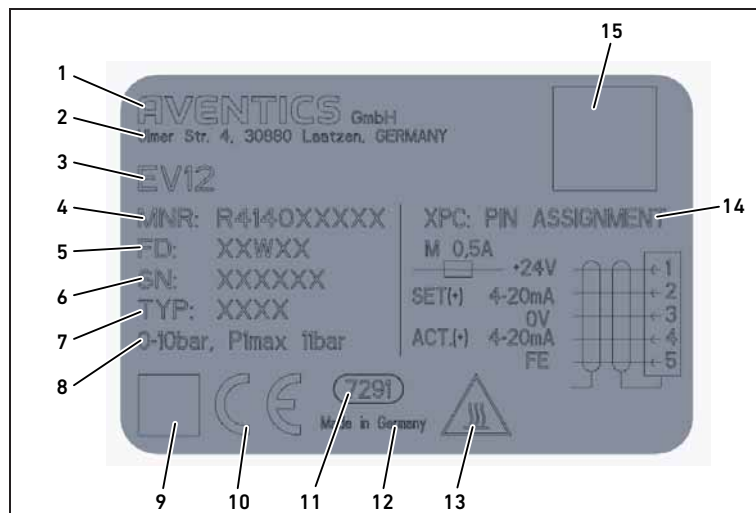 15
1
AVENTICS GmbH
2
Ulmer Str. 4, 30880 Laatzen, GERMANY
3
EV12
4
MNR: R4140XXXXX
XPC: PIN ASSIGNMENT
14
5
FD: XXWXX
M 0,5A
+24V
1
6
SN: XXXXXX
SET(+) 4-20mA
2
0V
3
7
TYP: XXXX
ACT.(+) 4-20mA
4
8
0-10bar, P1max 11bar
FE
5
7291
Made in Germany
9
10
11
12
13